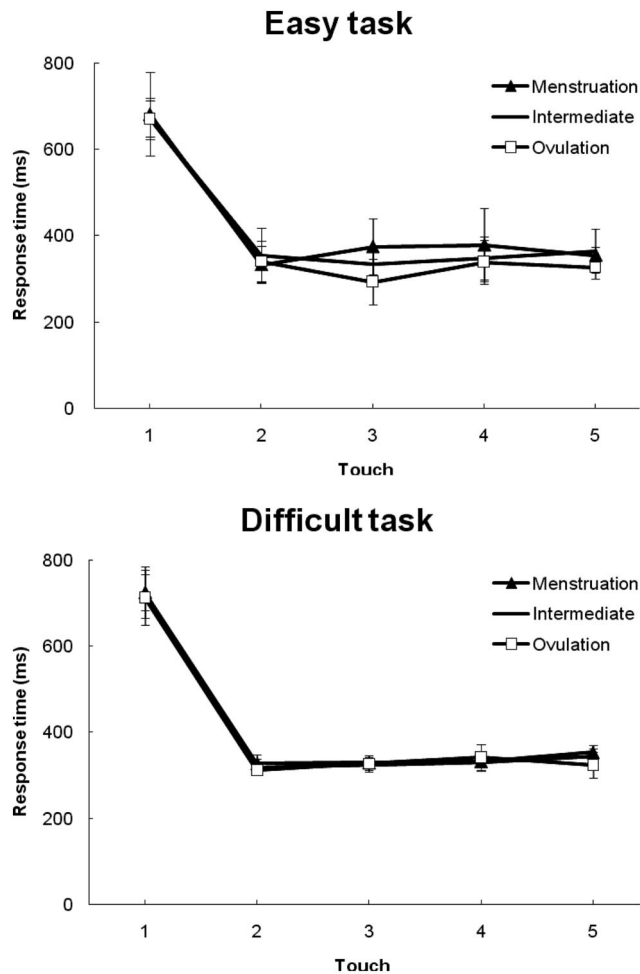 Easy task
800
600
400
200
0
Response time (ms)
Menstruation
Intermediate
Ovulation
1 2 3 4 5
Touch
Difficult task
800
600
400
200
0
Response time (ms)
Menstruation
Intermediate
Ovulation
1 2 3 4 5
Touch